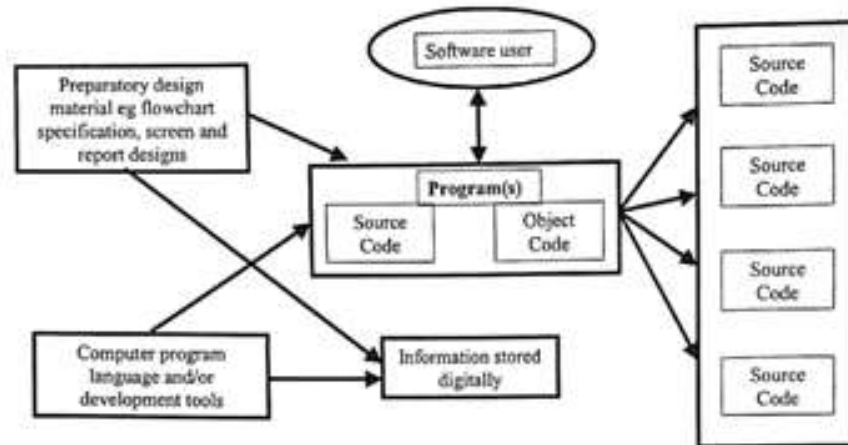 Software user
Preparatory design
material eg flowchart
specification, screen and
report designs
Program(s)
Source
Code
Object
Code
Computer program
language and/or
development tools
Information stored
digitally
Source
Code
Source
Code
Source
Code
Source
Code